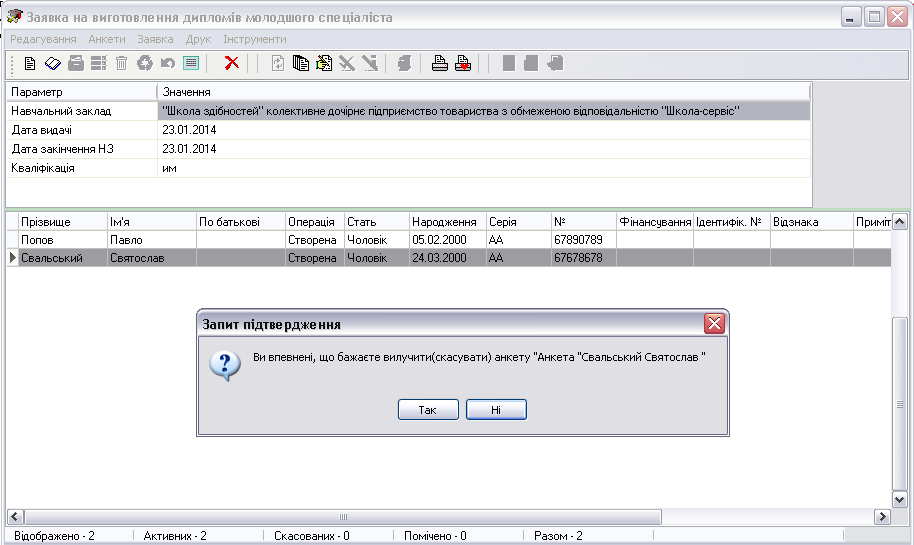 Заявка на виготовлення дипломів молодшого спеціаліста
Редагування Анкети Заявка Друк Інструменти
Параметр Значення
Навчальний заклад "Школа здібностей" колективне дочірнє підприємство товариства з обмеженою відповідальністю "Школа-сервіс"
Дата видачі 23.01.2014
Дата закінчення НЗ 23.01.2014
Кваліфікація им
Прізвище Ім'я По батькові Операція Стать Народження Серія № Фінансування Ідентифік. № Відзнака Приміт
Попов Павло Створена Чоловік 05.02.2000 АА 67890789
Свальський Святослав Створена Чоловік 24.03.2000 АА 67678678
Запит підтвердження
Ви впевнені, що бажаєте вилучити(скасувати) анкету "Анкета "Свальський Святослав "
Так Ні
Відображено - 2 Активних - 2 Скасованих - 0 Помічено - 0 Разом - 2